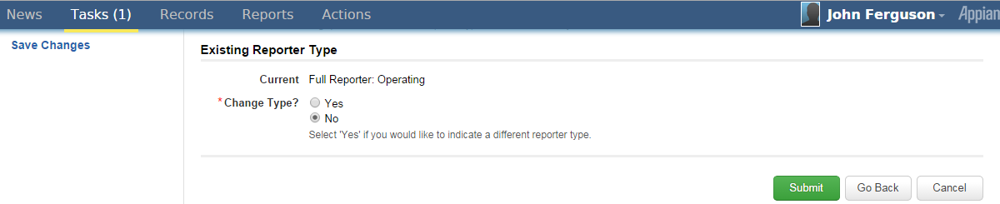 News Tasks (1) Records Reports Actions John Ferguson Appian
Save Changes
Existing Reporter Type
Current Full Reporter: Operating
*Change Type? Yes
No
Select 'Yes' if you would like to indicate a different reporter type.
Submit Go Back Cancel